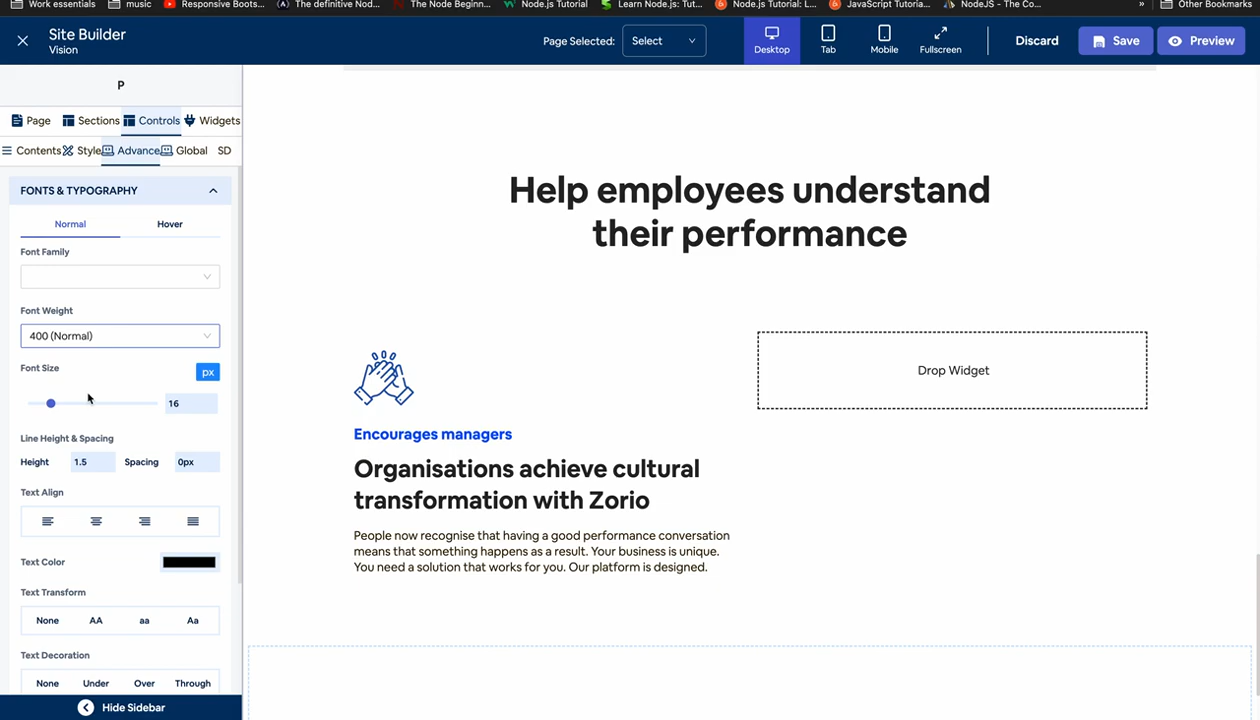 Work essentials music Responsive Boots... The definitive Nod... The Node Beginn... Node.js Tutorial Learn Node.js: Tut... Node.js Tutorial: L... JavaScript Tutoria... NodeJS - The Co... » Other Bookmarks
Site Builder
Vision
Page Selected: Select
Desktop Tab Mobile Fullscreen
Discard Save Preview
P
Page Sections Controls Widgets
Contents Style Advance Global SD
FONTS & TYPOGRAPHY
Normal Hover
Font Family
Font Weight
400 (Normal)
Font Size px
16
Line Height & Spacing
Height 1.5 Spacing 0px
Text Align
Text Color
Text Transform
None AA aa Aa
Text Decoration
None Under Over Through
Hide Sidebar
Help employees understand
their performance
Encourages managers
Organisations achieve cultural
transformation with Zorio
People now recognise that having a good performance conversation
means that something happens as a result. Your business is unique.
You need a solution that works for you. Our platform is designed.
Drop Widget